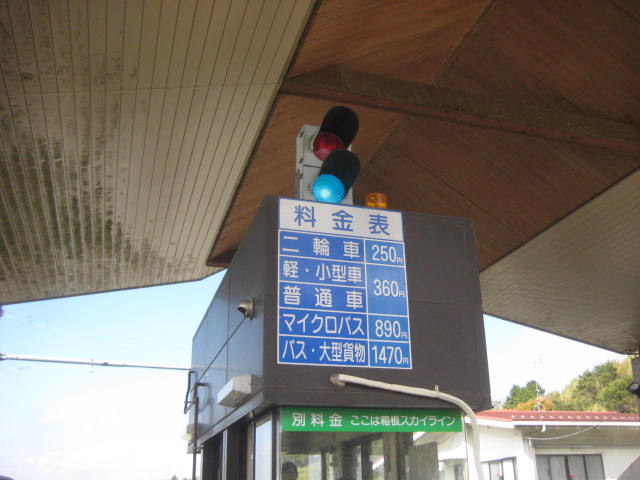 料金表
二輪車 250円
軽・小型車
普通車 360円
マイクロバス 890円
バス・大型貨物 1470円
別料金 ここは箱根スカイライン